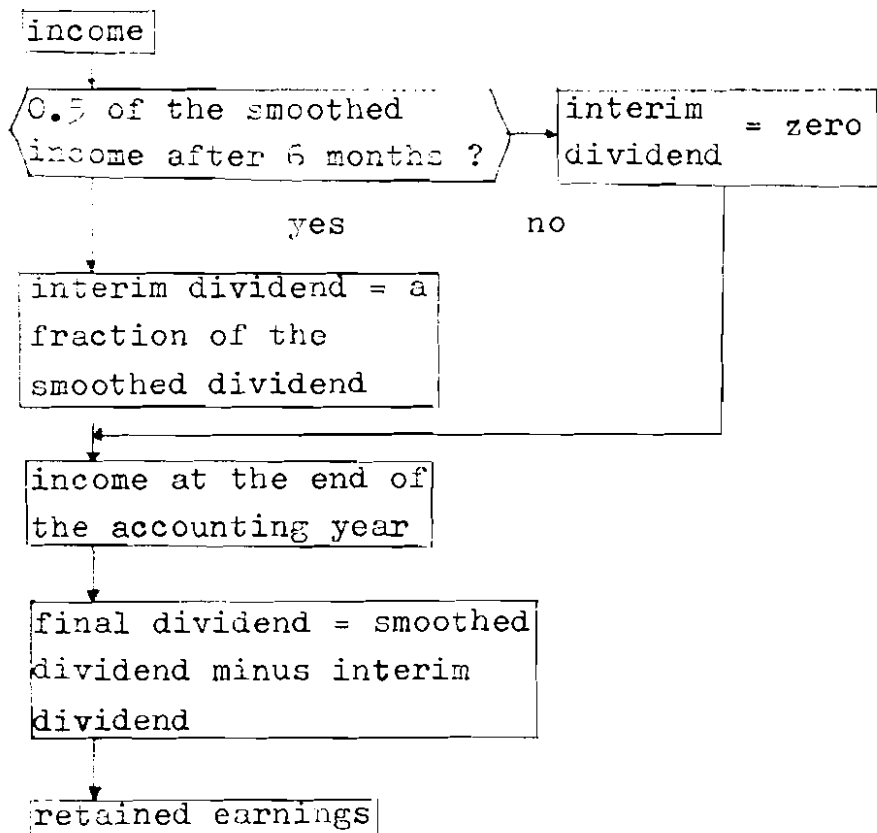 income
0.5 of the smoothed
income after 6 months ?
interim
dividend = zero
yes no
interim dividend = a
fraction of the
smoothed dividend
income at the end of
the accounting year
final dividend = smoothed
dividend minus interim
dividend
retained earnings